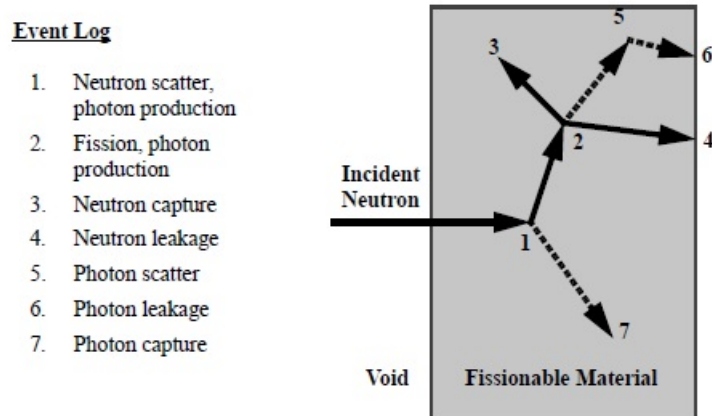 Event Log
1. Neutron scatter,
photon production
2. Fission, photon
production
3. Neutron capture
4. Neutron leakage
5. Photon scatter
6. Photon leakage
7. Photon capture
Incident
Neutron
1
2
3
4
5
6
7
Void
Fissionable Material